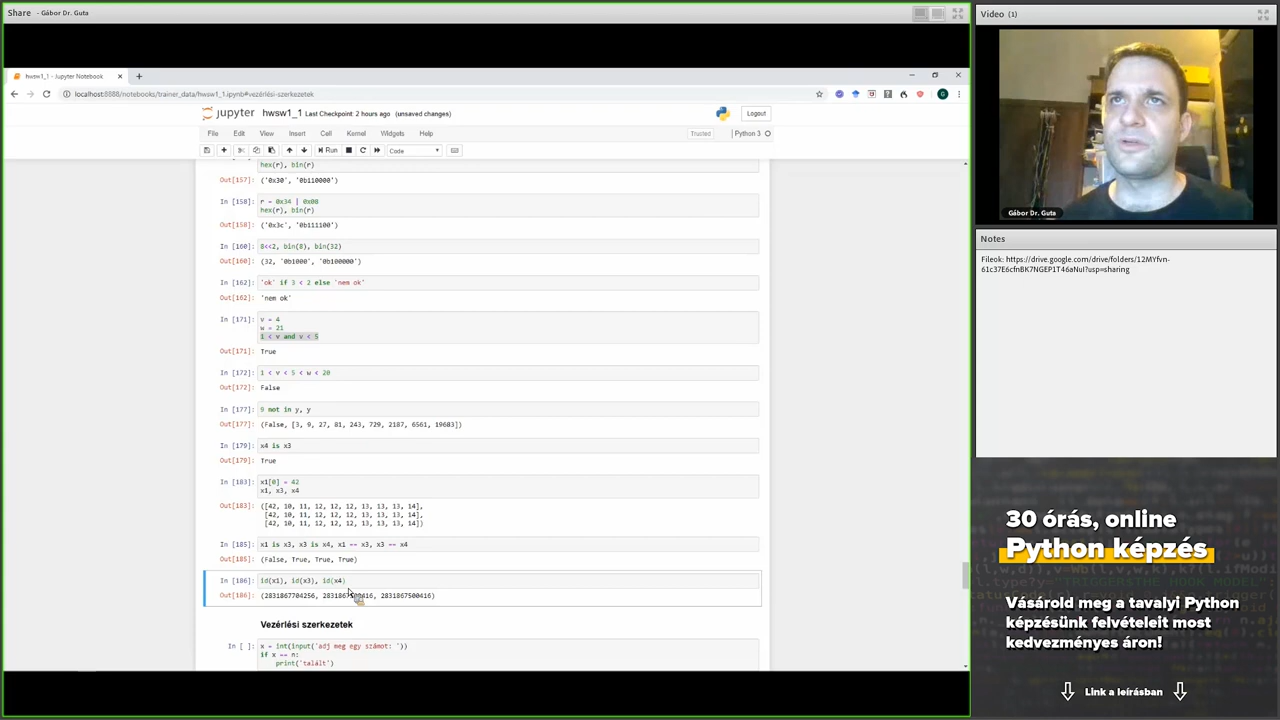 Share - Gábor Dr. Guta
hwsw1_1 - Jupyter Notebook
localhost:8888/notebooks/trainer_data/hwsw1_1.ipynb#vezérlési-szerkezetek
jupyter hwsw1_1 Last Checkpoint: 2 hours ago (unsaved changes)
Logout
File Edit View Insert Cell Kernel Widgets Help
Trusted
Python 3
Run
Code
hex(r), bin(r)
Out[157]: ('0x30', '0b110000')
In [158]: r = 0x34 | 0x08
hex(r), bin(r)
Out[158]: ('0x3c', '0b111100')
In [160]: 8<<2, bin(8), bin(32)
Out[160]: (32, '0b1000', '0b100000')
In [162]: 'ok' if 3 < 2 else 'nem ok'
Out[162]: 'nem ok'
In [171]: v = 4
w = 21
1 < v and v < 5
Out[171]: True
In [172]: 1 < v < 5 < w < 20
Out[172]: False
In [177]: 9 not in y, y
Out[177]: (False, [3, 9, 27, 81, 243, 729, 2187, 6561, 19683])
In [179]: x4 is x3
Out[179]: True
In [183]: x1[0] = 42
x1, x3, x4
Out[183]: ([42, 10, 11, 12, 12, 12, 13, 13, 13, 14],
[42, 10, 11, 12, 12, 12, 13, 13, 13, 14],
[42, 10, 11, 12, 12, 12, 13, 13, 13, 14])
In [185]: x1 is x3, x3 is x4, x1 == x3, x3 == x4
Out[185]: (False, True, True, True)
In [186]: id(x1), id(x3), id(x4)
Out[186]: (2831867704256, 2831867500416, 2831867500416)
Vezérlési szerkezetek
In [ ]: x = int(input('adj meg egy számot: '))
if x == n:
print('talált')
Video (1)
Gábor Dr. Guta
Notes
Fileok: https://drive.google.com/drive/folders/12MYfvn-
61c37E6cfnBK7NGEP1T46aNuI?usp=sharing
30 órás, online
Python képzés
Vásárold meg a tavalyi Python
képzésünk felvételeit most
kedvezményes áron!
Link a leírásban